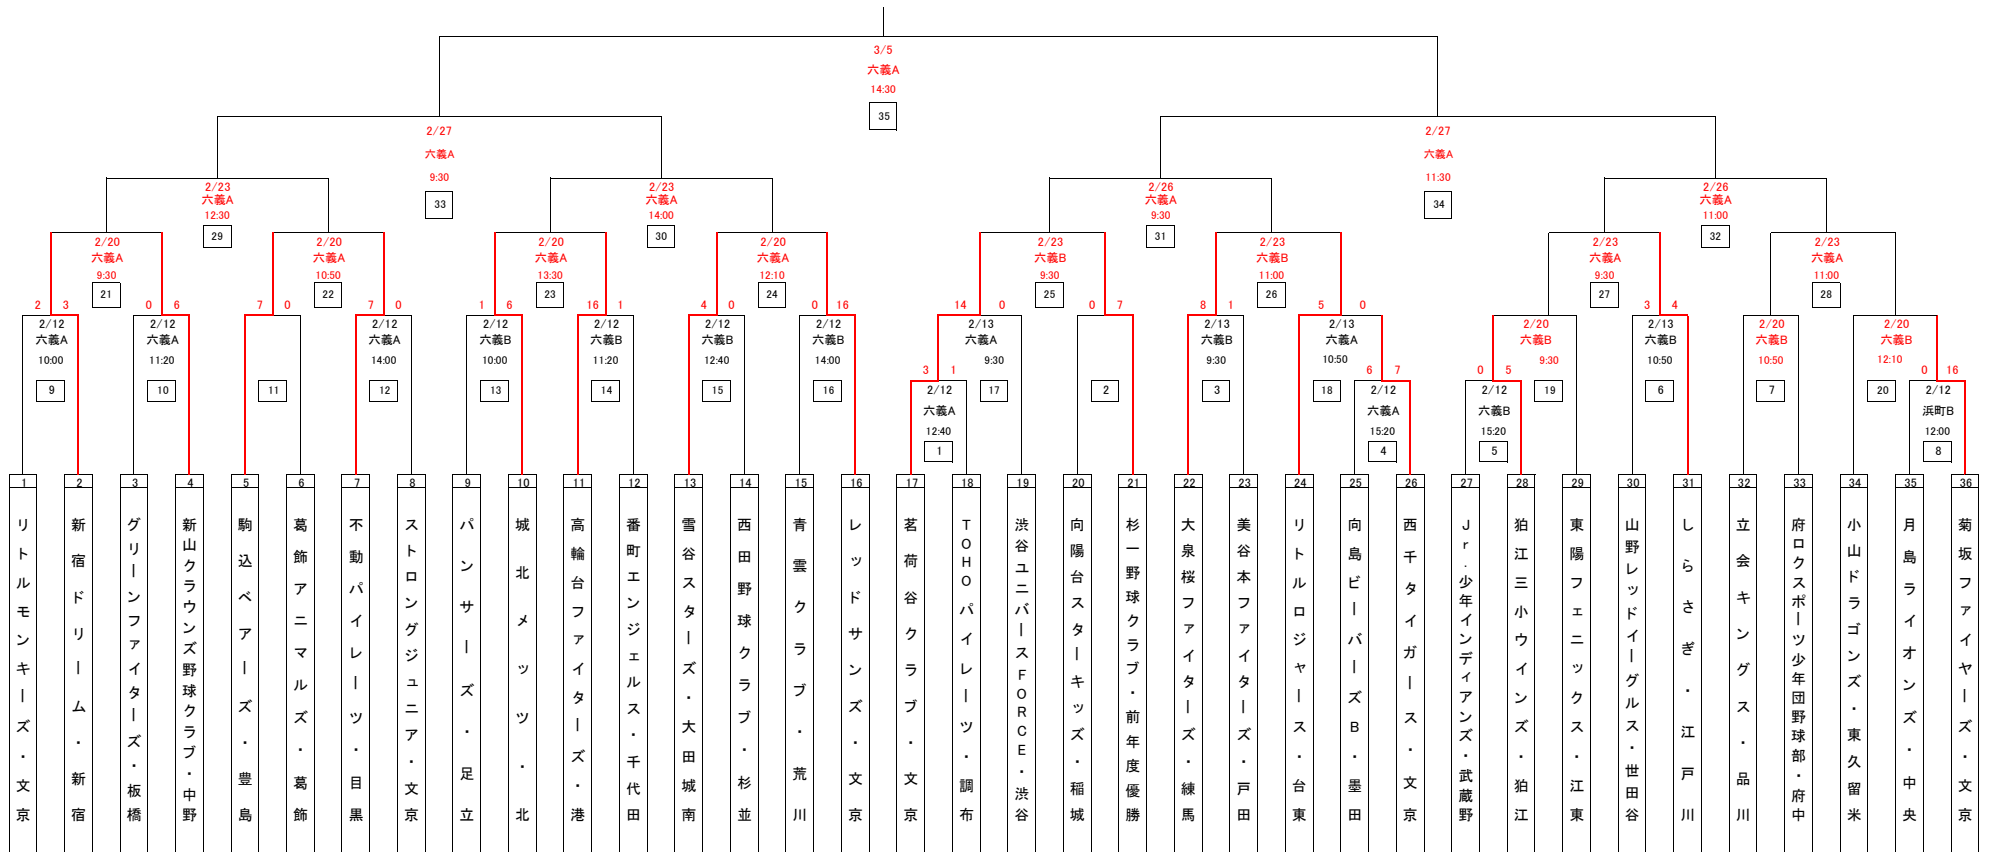 3/5
六義A
14:30
35
2/27
六義A
9:30
33
2/27
六義A
11:30
34
2/23
六義A
12:30
29
2/23
六義A
14:00
30
2/26
六義A
9:30
31
2/26
六義A
11:00
32
2/20
六義A
9:30
21
2/20
六義A
10:50
22
2/20
六義A
13:30
23
2/20
六義A
12:10
24
2/23
六義B
9:30
25
2/23
六義B
11:00
26
2/23
六義A
9:30
27
2/23
六義A
11:00
28
2 3
2/12
六義A
10:00
9
0 6
2/12
六義A
11:20
10
7 0
11
7 0
2/12
六義A
14:00
12
1 6
2/12
六義B
10:00
13
16 1
2/12
六義B
11:20
14
4 0
2/12
六義B
12:40
15
0 16
2/12
六義B
14:00
16
14 0
2/13
六義A
9:30
17
0 7
2
8 1
2/13
六義B
9:30
3
5 0
2/13
六義A
10:50
18
2/20
六義B
9:30
19
3 4
2/13
六義B
10:50
6
2/20
六義B
10:50
7
2/20
六義B
12:10
20
3 1
2/12
六義A
12:40
1
6 7
2/12
六義A
15:20
4
0 5
2/12
六義B
15:20
5
0 16
2/12
浜町B
12:00
8
1
リトルモンキーズ・文京
2
新宿ドリーム・新宿
3
グリーンファイターズ・板橋
4
新山クラウンズ野球クラブ・中野
5
駒込ベアーズ・豊島
6
葛飾アニマルズ・葛飾
7
不動パイレーツ・目黒
8
ストロングジュニア・文京
9
パンサーズ・足立
10
城北メッツ・北
11
高輪台ファイターズ・港
12
番町エンジェルス・千代田
13
雪谷スターズ・大田城南
14
西田野球クラブ・杉並
15
青雲クラブ・荒川
16
レッドサンズ・文京
17
茗荷谷クラブ・文京
18
TOHOパイレーツ・調布
19
渋谷ユニバースFORCE・渋谷
20
向陽台スターキッズ・稲城
21
杉一野球クラブ・前年度優勝
22
大泉桜ファイターズ・練馬
23
美谷本ファイターズ・戸田
24
リトルロジャース・台東
25
向島ビーバーズB・墨田
26
西千タイガース・文京
27
Jr.少年インディアンズ・武蔵野
28
狛江三小ウインズ・狛江
29
東陽フェニックス・江東
30
山野レッドイーグルス・世田谷
31
しらさぎ・江戸川
32
立会キングス・品川
33
府ロクスポーツ少年団野球部・府中
34
小山ドラゴンズ・東久留米
35
月島ライオンズ・中央
36
菊坂ファイヤーズ・文京